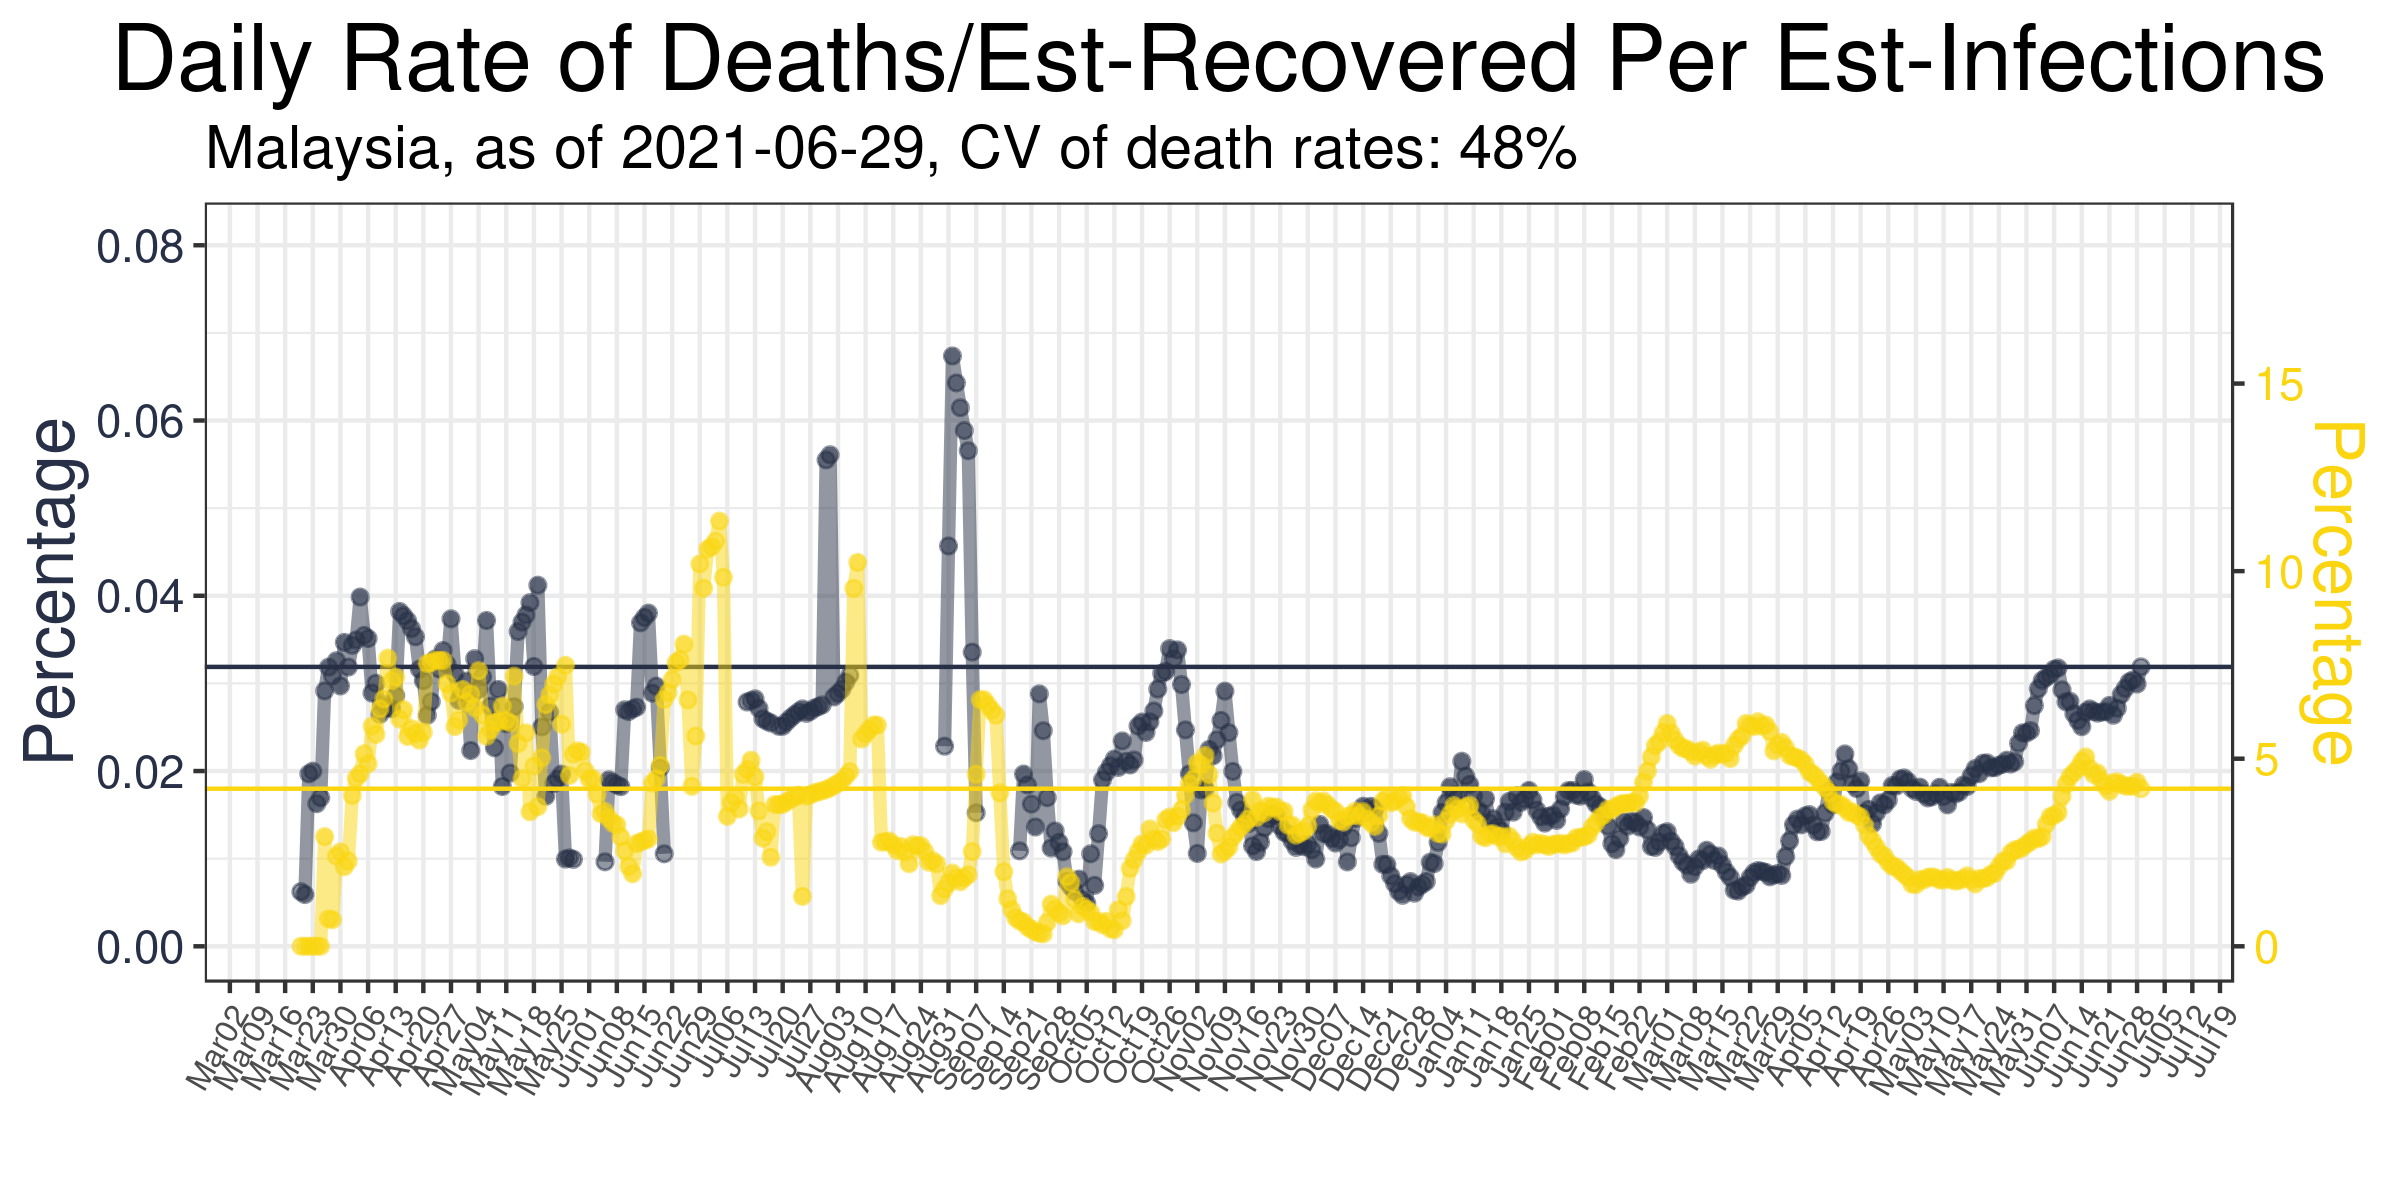 Daily Rate of Deaths/Est-Recovered Per Est-Infections
Malaysia, as of 2021-06-29, CV of death rates: 48%
Percentage
0.08
0.06
0.04
0.02
0.00
15
10
5
0
Percentage
Mar02
Mar09
Mar16
Mar23
Mar30
Apr06
Apr13
Apr20
Apr27
May04
May11
May18
May25
Jun01
Jun08
Jun15
Jun22
Jun29
Jul06
Jul13
Jul20
Jul27
Aug03
Aug10
Aug17
Aug24
Aug31
Sep07
Sep14
Sep21
Sep28
Oct05
Oct12
Oct19
Oct26
Nov02
Nov09
Nov16
Nov23
Nov30
Dec07
Dec14
Dec21
Dec28
Jan04
Jan11
Jan18
Jan25
Feb01
Feb08
Feb15
Feb22
Mar01
Mar08
Mar15
Mar22
Mar29
Apr05
Apr12
Apr19
Apr26
May03
May10
May17
May24
May31
Jun07
Jun14
Jun21
Jun28
Jul05
Jul12
Jul19